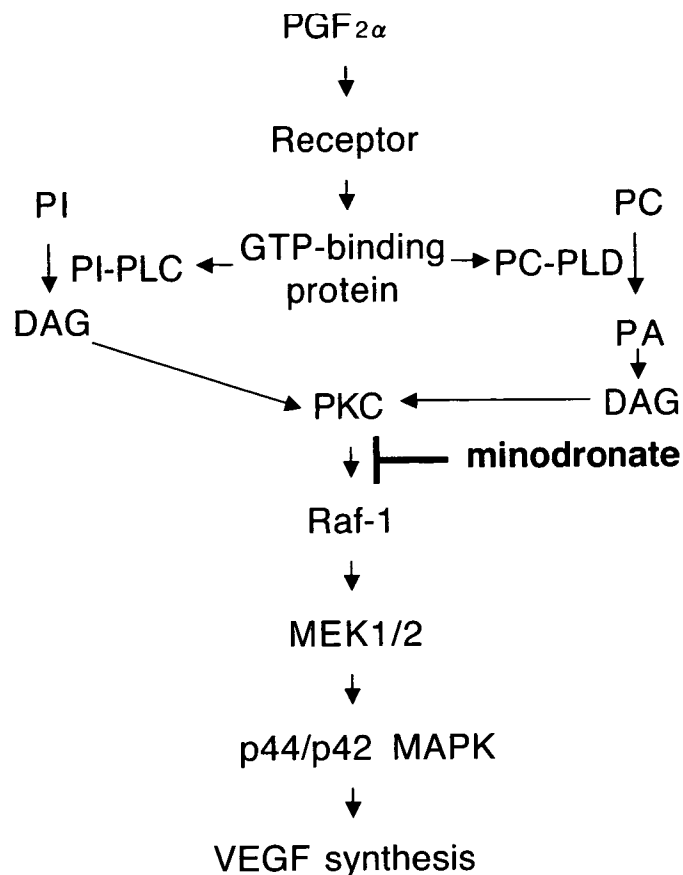 PGF2α
Receptor
PI
PC
PI-PLC
GTP-binding
protein
PC-PLD
DAG
PA
PKC
DAG
minodronate
Raf-1
MEK1/2
p44/p42 MAPK
VEGF synthesis